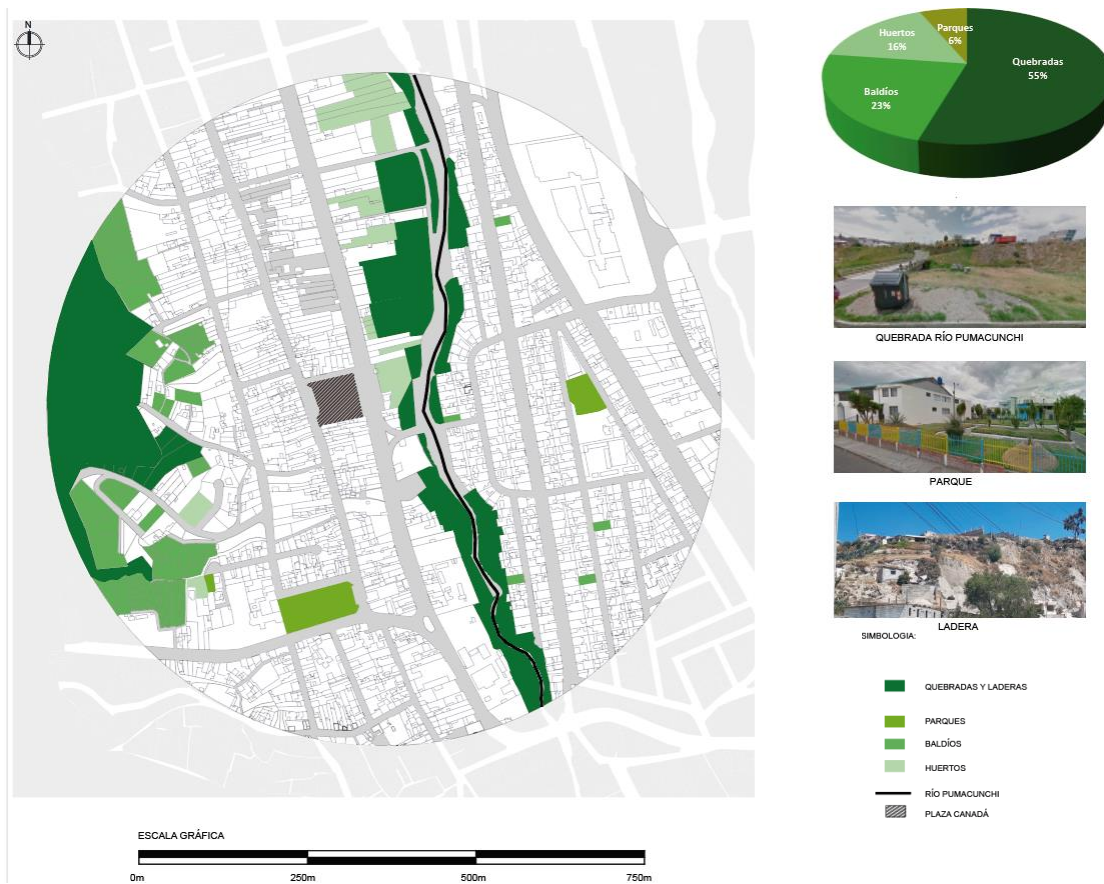 N
Parques
6%
Huertos
16%
Quebradas
55%
Baldíos
23%
QUEBRADA RÍO PUMACUNCHI
PARQUE
LADERA
SIMBOLOGIA:
QUEBRADAS Y LADERAS
PARQUES
BALDÍOS
HUERTOS
RÍO PUMACUNCHI
PLAZA CANADÁ
ESCALA GRÁFICA
0m 250m 500m 750m